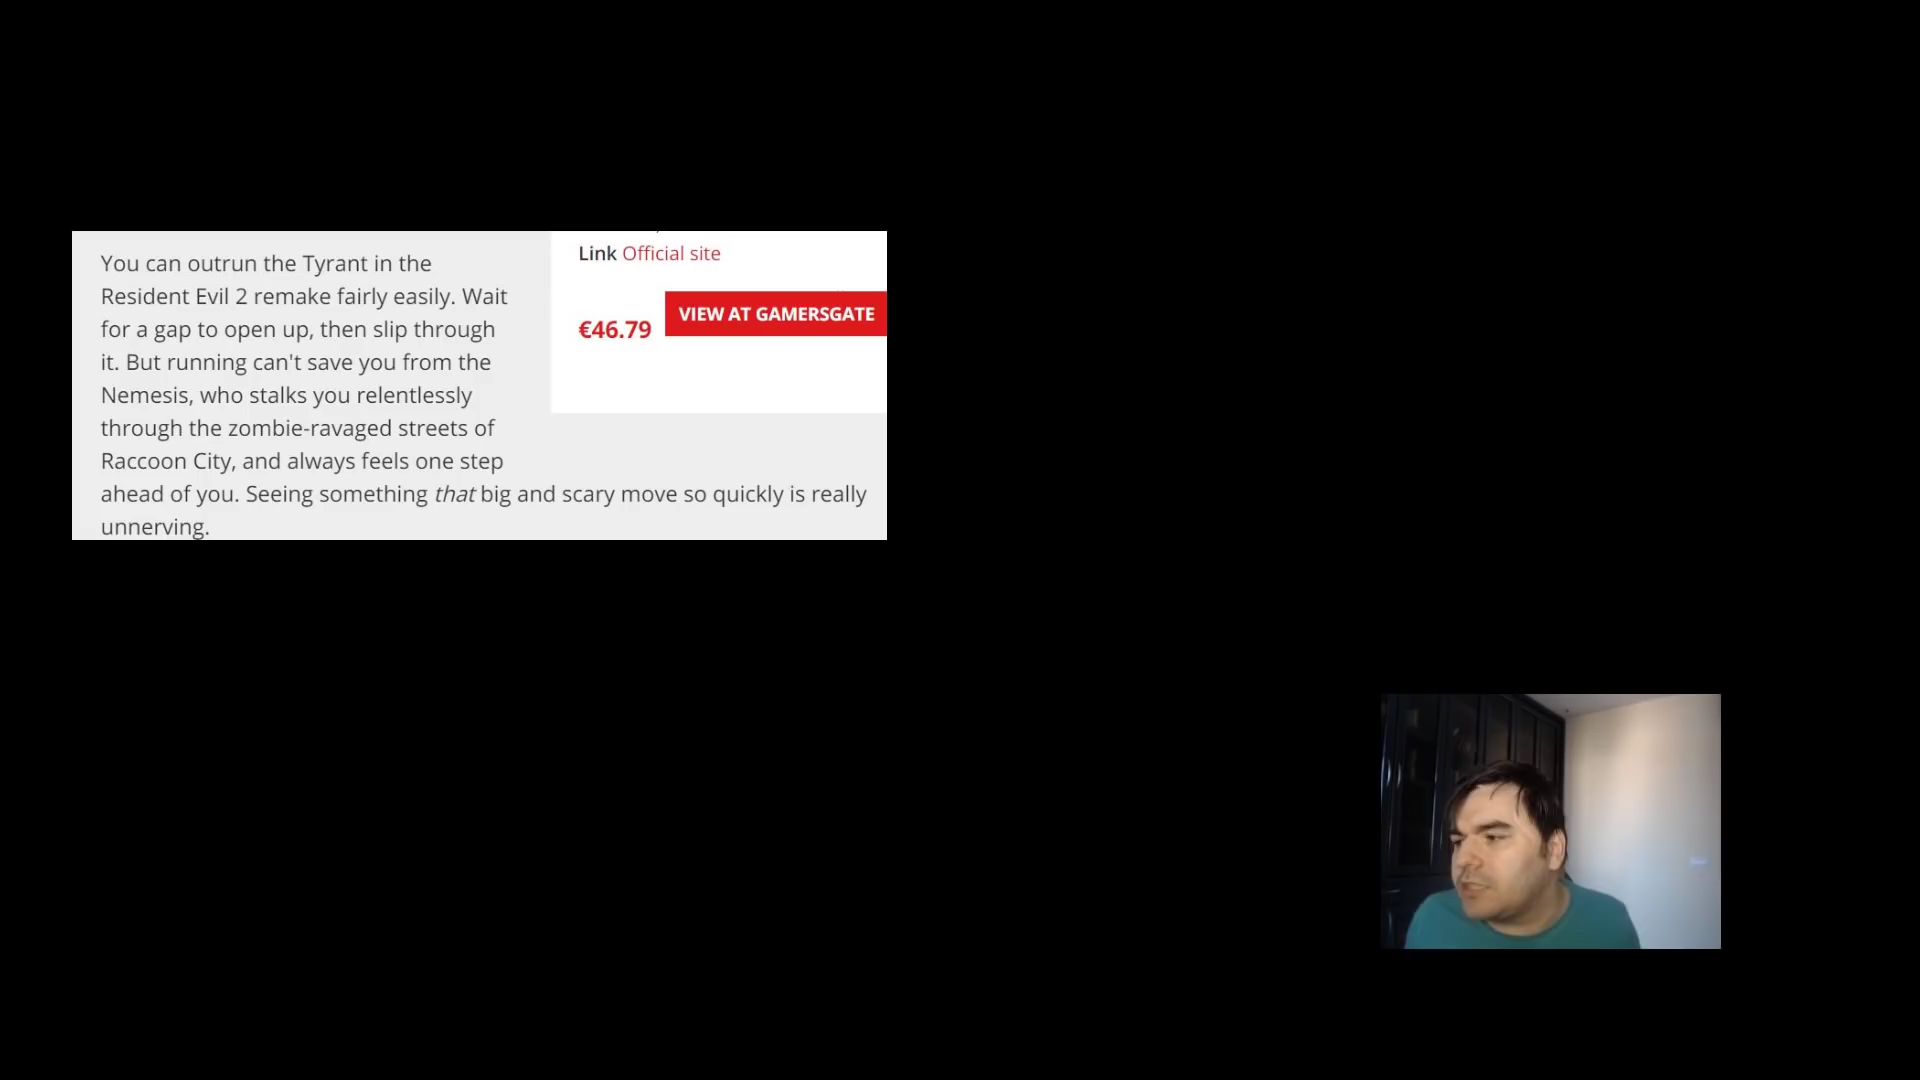 You can outrun the Tyrant in the
Resident Evil 2 remake fairly easily. Wait
for a gap to open up, then slip through
it. But running can't save you from the
Nemesis, who stalks you relentlessly
through the zombie-ravaged streets of
Raccoon City, and always feels one step
ahead of you. Seeing something that big and scary move so quickly is really
unnerving.
Link Official site
€46.79
VIEW AT GAMERSGATE